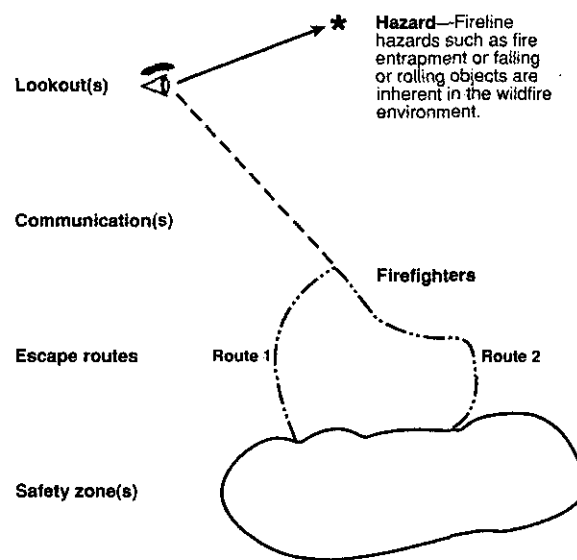 *
Hazard—Fireline
hazards such as fire
entrapment or falling
or rolling objects are
inherent in the wildfire
environment.
Lookout(s)
Communication(s)
Firefighters
Escape routes
Route 1
Route 2
Safety zone(s)